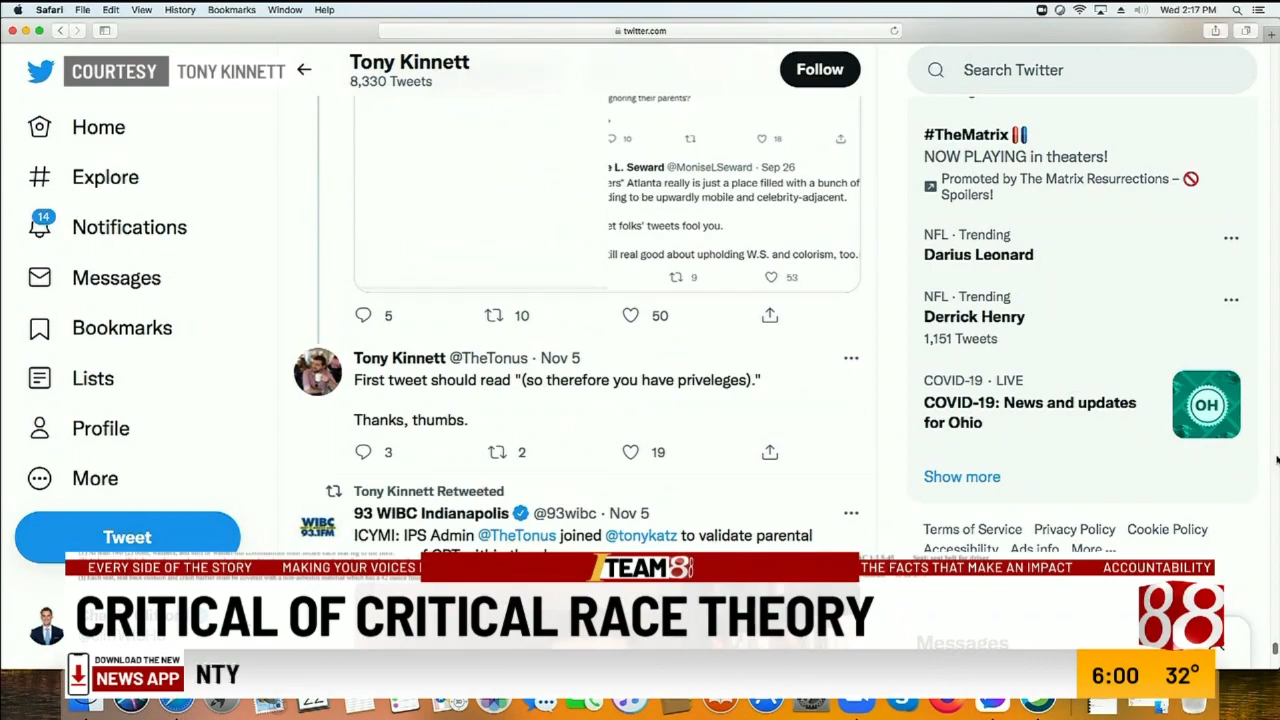 Safari File Edit View History Bookmarks Window Help
Wed 2:17 PM
twitter.com
COURTESY TONY KINNETT
Tony Kinnett
8,330 Tweets
Follow
Search Twitter
Home
Explore
14
Notifications
Messages
Bookmarks
Lists
Profile
More
Tweet
gnoring their parents?
10
18
L. Seward @MoniseLSeward · Sep 26
ers" Atlanta really is just a place filled with a bunch of
ding to be upwardly mobile and celebrity-adjacent.
et folks' tweets fool you.
till real good about upholding W.S. and colorism, too.
9
53
5
10
50
Tony Kinnett @TheTonus · Nov 5
First tweet should read "(so therefore you have priveleges)."
Thanks, thumbs.
3
2
19
Tony Kinnett Retweeted
93 WIBC Indianapolis @93wibc · Nov 5
WIBC
93.1FM
ICYMI: IPS Admin @TheTonus joined @tonykatz to validate parental
#TheMatrix
NOW PLAYING in theaters!
Promoted by The Matrix Resurrections –
Spoilers!
NFL · Trending
Darius Leonard
NFL · Trending
Derrick Henry
1,151 Tweets
COVID-19 · LIVE
COVID-19: News and updates
for Ohio
OH
Show more
Terms of Service Privacy Policy Cookie Policy
Accessibility Ads info More ...
EVERY SIDE OF THE STORY MAKING YOUR VOICES
I TEAM 8
THE FACTS THAT MAKE AN IMPACT ACCOUNTABILITY
CRITICAL OF CRITICAL RACE THEORY
88
Messages
DOWNLOAD THE NEW
NEWS APP
NTY
6:00 32°